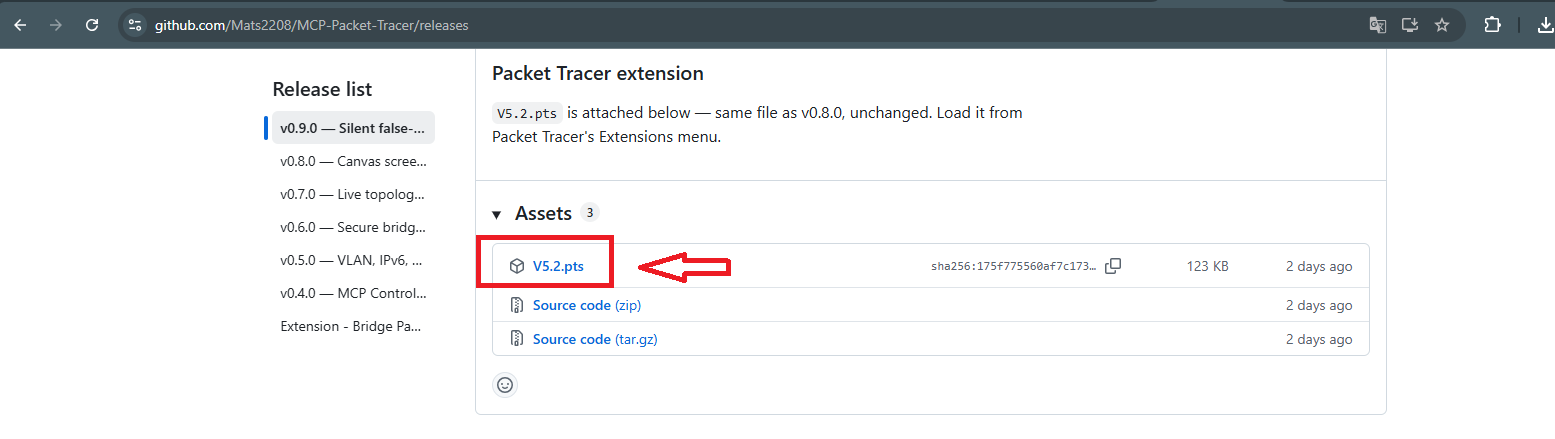 github.com/Mats2208/MCP-Packet-Tracer/releases
Release list
v0.9.0 — Silent false-...
v0.8.0 — Canvas scree...
v0.7.0 — Live topolog...
v0.6.0 — Secure bridg...
v0.5.0 — VLAN, IPv6, ...
v0.4.0 — MCP Control...
Extension - Bridge Pa...
Packet Tracer extension
V5.2.pts is attached below — same file as v0.8.0, unchanged. Load it from
Packet Tracer's Extensions menu.
Assets 3
V5.2.pts sha256:175f775560af7c173... 123 KB 2 days ago
Source code (zip) 2 days ago
Source code (tar.gz) 2 days ago